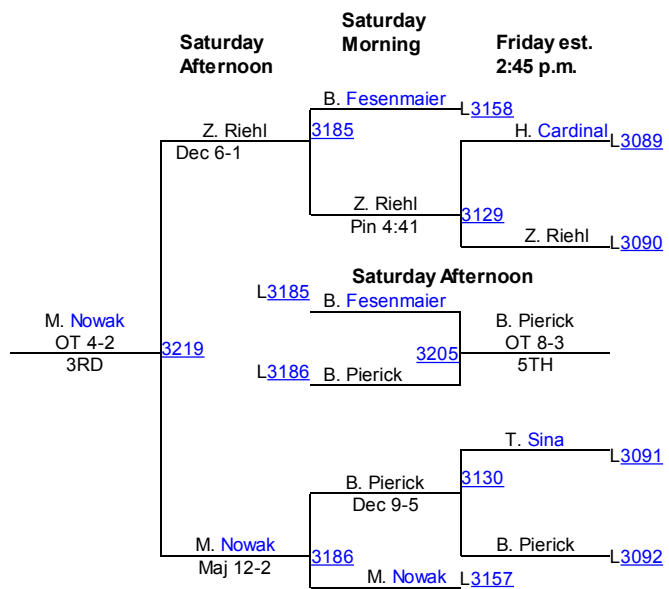 Saturday
Afternoon
Saturday
Morning
Friday est.
2:45 p.m.
B. Fesenmaier
L3158
Z. Riehl
3185
H. Cardinal
L3089
Dec 6-1
Z. Riehl
3129
Pin 4:41
Z. Riehl
L3090
Saturday Afternoon
L3185
B. Fesenmaier
M. Nowak
B. Pierick
OT 4-2
3219
3205
OT 8-3
3RD
L3186
B. Pierick
5TH
T. Sina
L3091
B. Pierick
3130
Dec 9-5
M. Nowak
3186
B. Pierick
L3092
Maj 12-2
M. Nowak
L3157